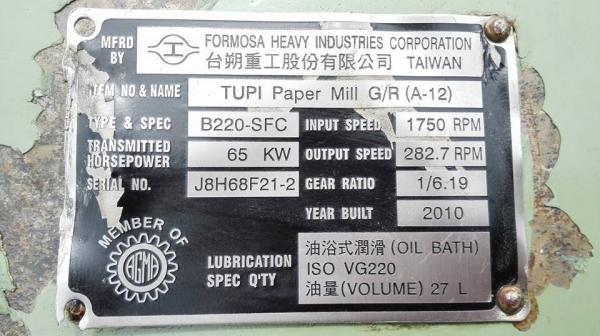 MFRD BY FORMOSA HEAVY INDUSTRIES CORPORATION
台朔重工股份有限公司 TAIWAN
ITEM NO & NAME TUPI Paper Mill G/R (A-12)
TYPE & SPEC B220-SFC INPUT SPEED 1750 RPM
TRANSMITTED HORSEPOWER 65 KW OUTPUT SPEED 282.7 RPM
SERIAL NO. J8H68F21-2 GEAR RATIO 1/6.19
YEAR BUILT 2010
MEMBER OF
AGMA
LUBRICATION SPEC Q'TY
油浴式潤滑 (OIL BATH)
ISO VG220
油量(VOLUME) 27 L